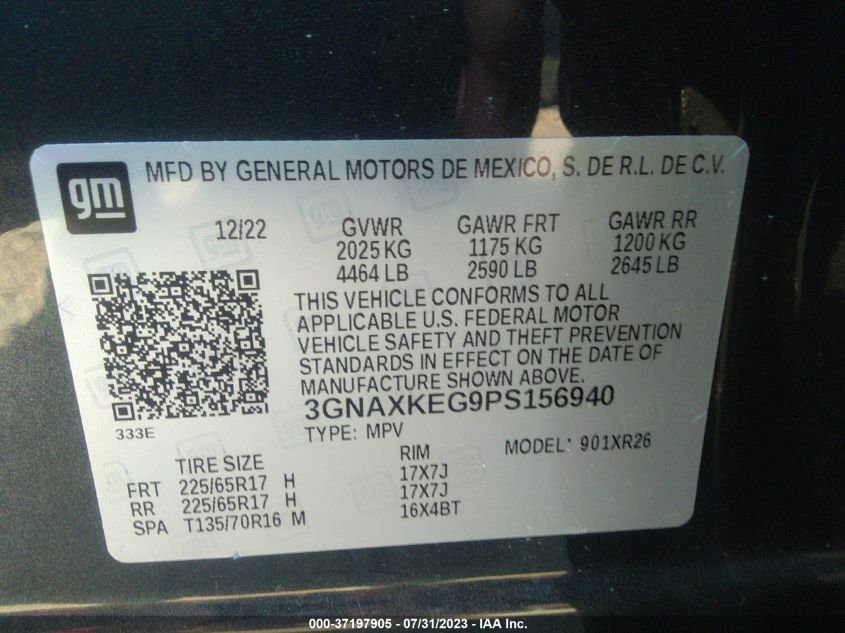 gm
MFD BY GENERAL MOTORS DE MEXICO, S. DE R.L. DE C.V.
12/22 GVWR GAWR FRT GAWR RR
2025 KG 1175 KG 1200 KG
4464 LB 2590 LB 2645 LB
THIS VEHICLE CONFORMS TO ALL
APPLICABLE U.S. FEDERAL MOTOR
VEHICLE SAFETY AND THEFT PREVENTION
STANDARDS IN EFFECT ON THE DATE OF
MANUFACTURE SHOWN ABOVE.
3GNAXKEG9PS156940
333E
TYPE: MPV
MODEL: 901XR26
TIRE SIZE RIM
FRT 225/65R17 H 17X7J
RR 225/65R17 H 17X7J
SPA T135/70R16 M 16X4BT
000-37197905 - 07/31/2023 - IAA Inc.